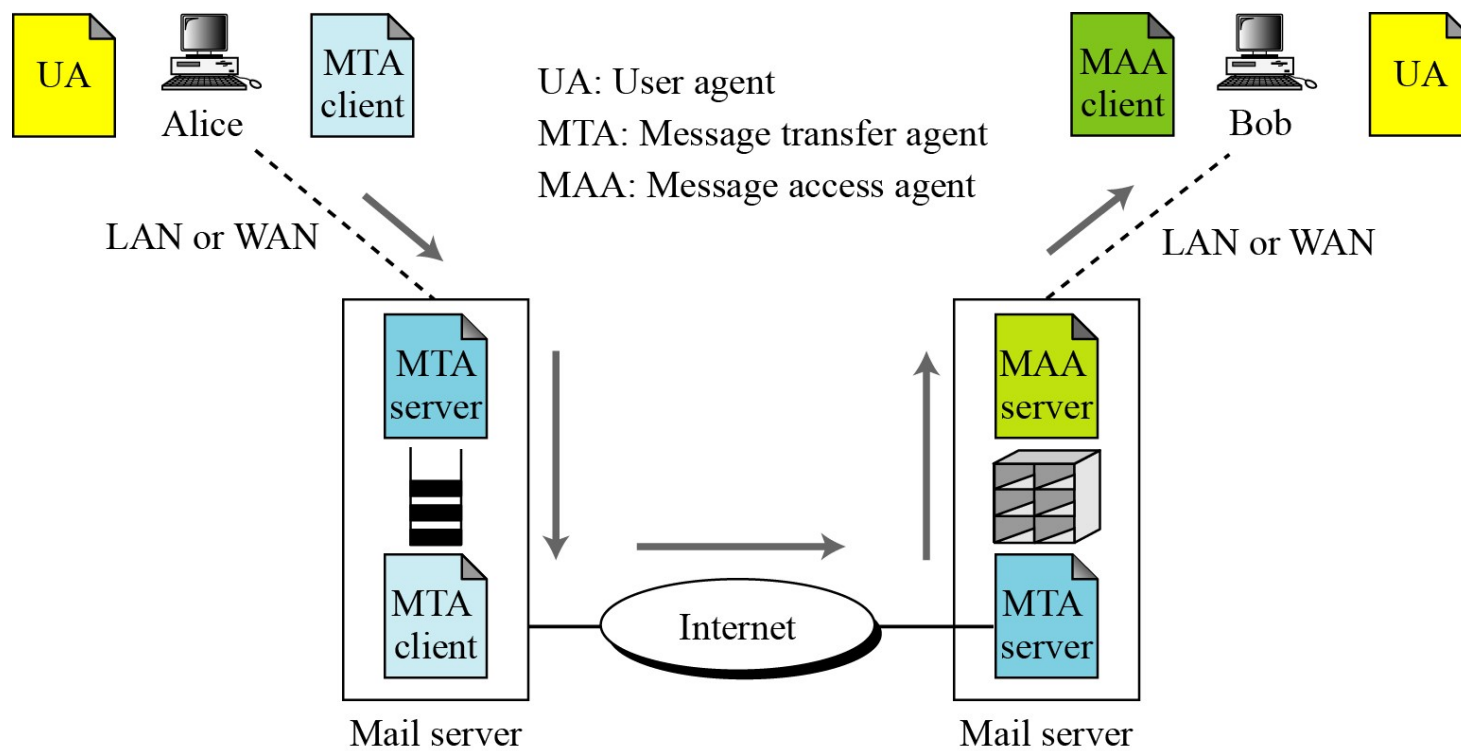 UA
Alice
MTA
client
UA: User agent
MTA: Message transfer agent
MAA: Message access agent
MAA
client
Bob
UA
LAN or WAN
LAN or WAN
MTA
server
MTA
client
Mail server
Internet
MAA
server
MTA
server
Mail server